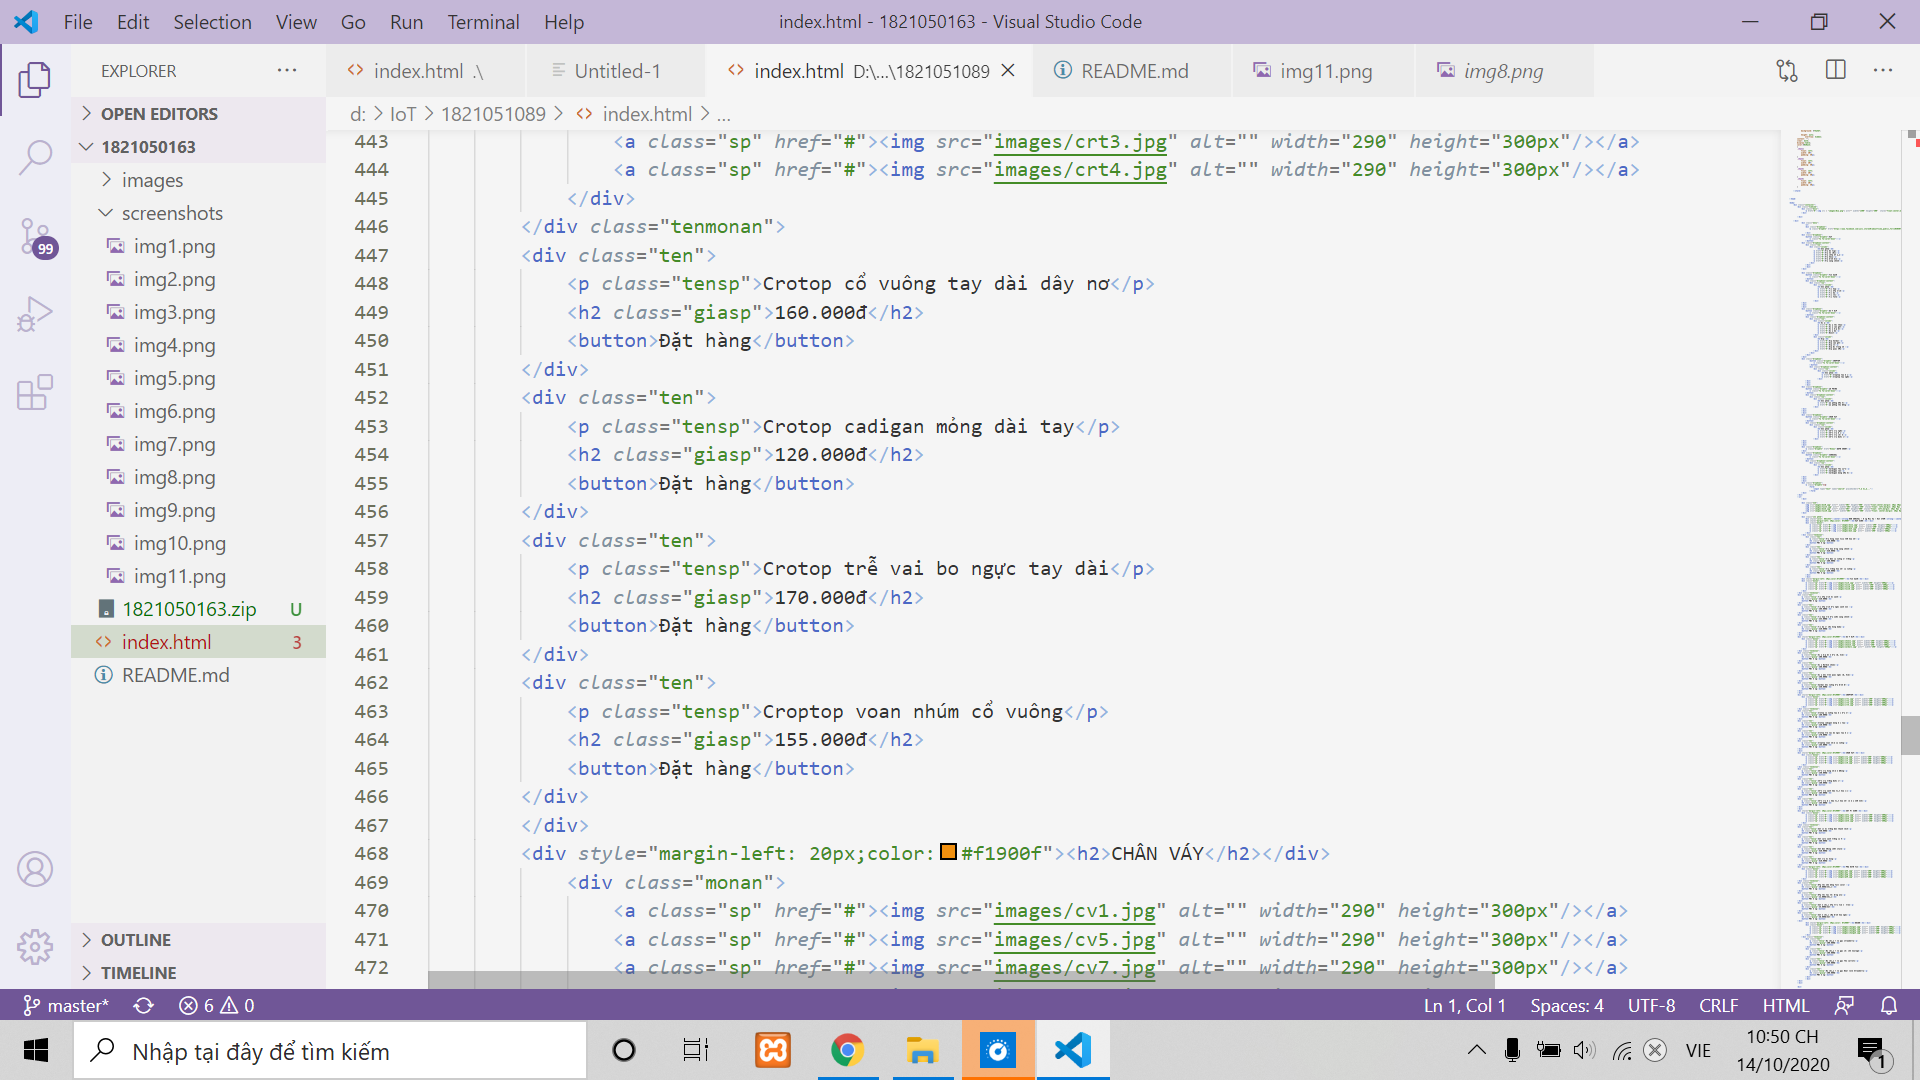 File Edit Selection View Go Run Terminal Help
index.html - 1821050163 - Visual Studio Code
EXPLORER ···
index.html .\
Untitled-1
index.html D:\...\1821051089
README.md
img11.png
img8.png
OPEN EDITORS
1821050163
images
screenshots
img1.png
img2.png
img3.png
img4.png
img5.png
img6.png
img7.png
img8.png
img9.png
img10.png
img11.png
1821050163.zip U
index.html 3
README.md
OUTLINE
TIMELINE
99
d: > IoT > 1821051089 > index.html > ...
443 <a class="sp" href="#"><img src="images/crt3.jpg" alt="" width="290" height="300px"/></a>
444 <a class="sp" href="#"><img src="images/crt4.jpg" alt="" width="290" height="300px"/></a>
445 </div>
446 </div class="tenmonan">
447 <div class="ten">
448 <p class="tensp">Crotop cổ vuông tay dài dây nơ</p>
449 <h2 class="giasp">160.000đ</h2>
450 <button>Đặt hàng</button>
451 </div>
452 <div class="ten">
453 <p class="tensp">Crotop cadigan mỏng dài tay</p>
454 <h2 class="giasp">120.000đ</h2>
455 <button>Đặt hàng</button>
456 </div>
457 <div class="ten">
458 <p class="tensp">Crotop trễ vai bo ngực tay dài</p>
459 <h2 class="giasp">170.000đ</h2>
460 <button>Đặt hàng</button>
461 </div>
462 <div class="ten">
463 <p class="tensp">Croptop voan nhúm cổ vuông</p>
464 <h2 class="giasp">155.000đ</h2>
465 <button>Đặt hàng</button>
466 </div>
467 </div>
468 <div style="margin-left: 20px;color:#f1900f"><h2>CHÂN VÁY</h2></div>
469 <div class="monan">
470 <a class="sp" href="#"><img src="images/cv1.jpg" alt="" width="290" height="300px"/></a>
471 <a class="sp" href="#"><img src="images/cv5.jpg" alt="" width="290" height="300px"/></a>
472 <a class="sp" href="#"><img src="images/cv7.jpg" alt="" width="290" height="300px"/></a>
master* 6 0
Ln 1, Col 1 Spaces: 4 UTF-8 CRLF HTML
Nhập tại đây để tìm kiếm
VIE
10:50 CH
14/10/2020
1